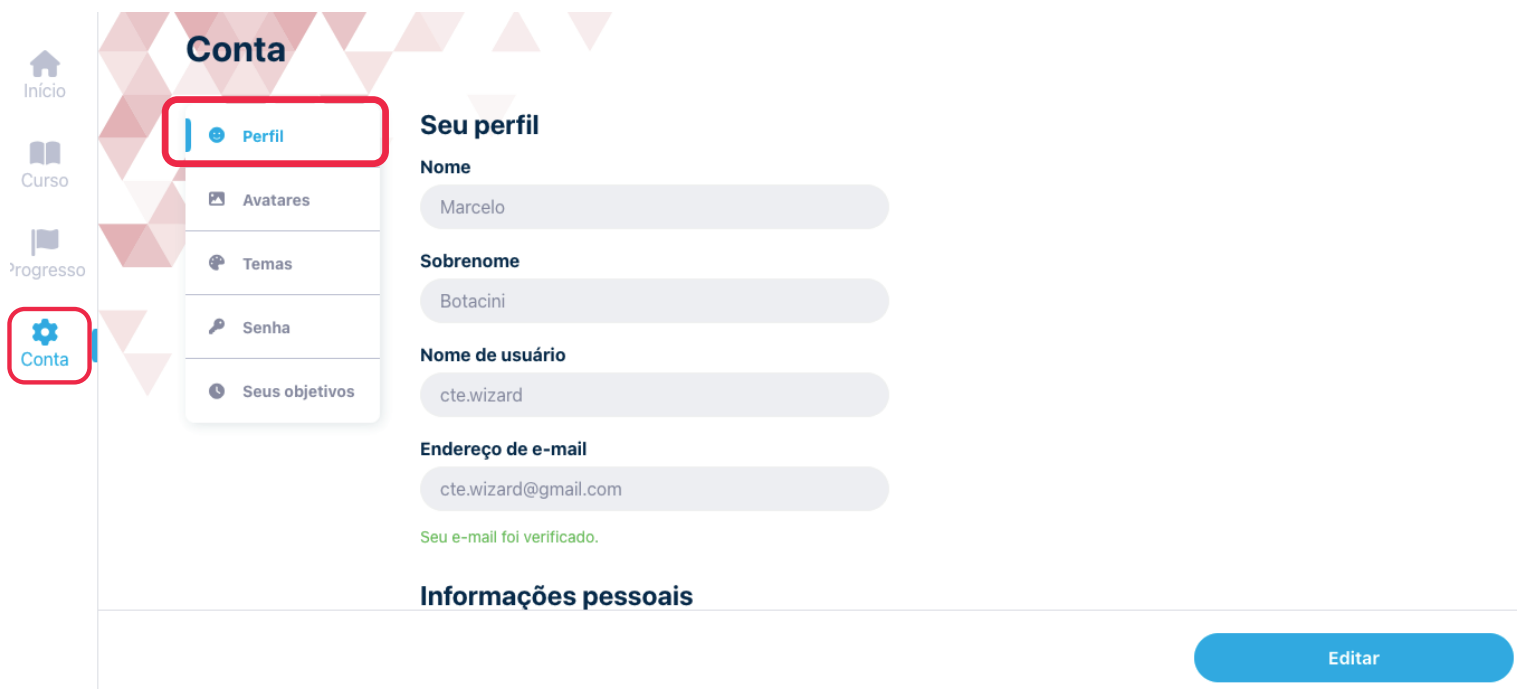 Conta
Início
Curso
Progresso
Conta
Perfil
Avatares
Temas
Senha
Seus objetivos
Seu perfil
Nome
Marcelo
Sobrenome
Botacini
Nome de usuário
cte.wizard
Endereço de e-mail
cte.wizard@gmail.com
Seu e-mail foi verificado.
Informações pessoais
Editar